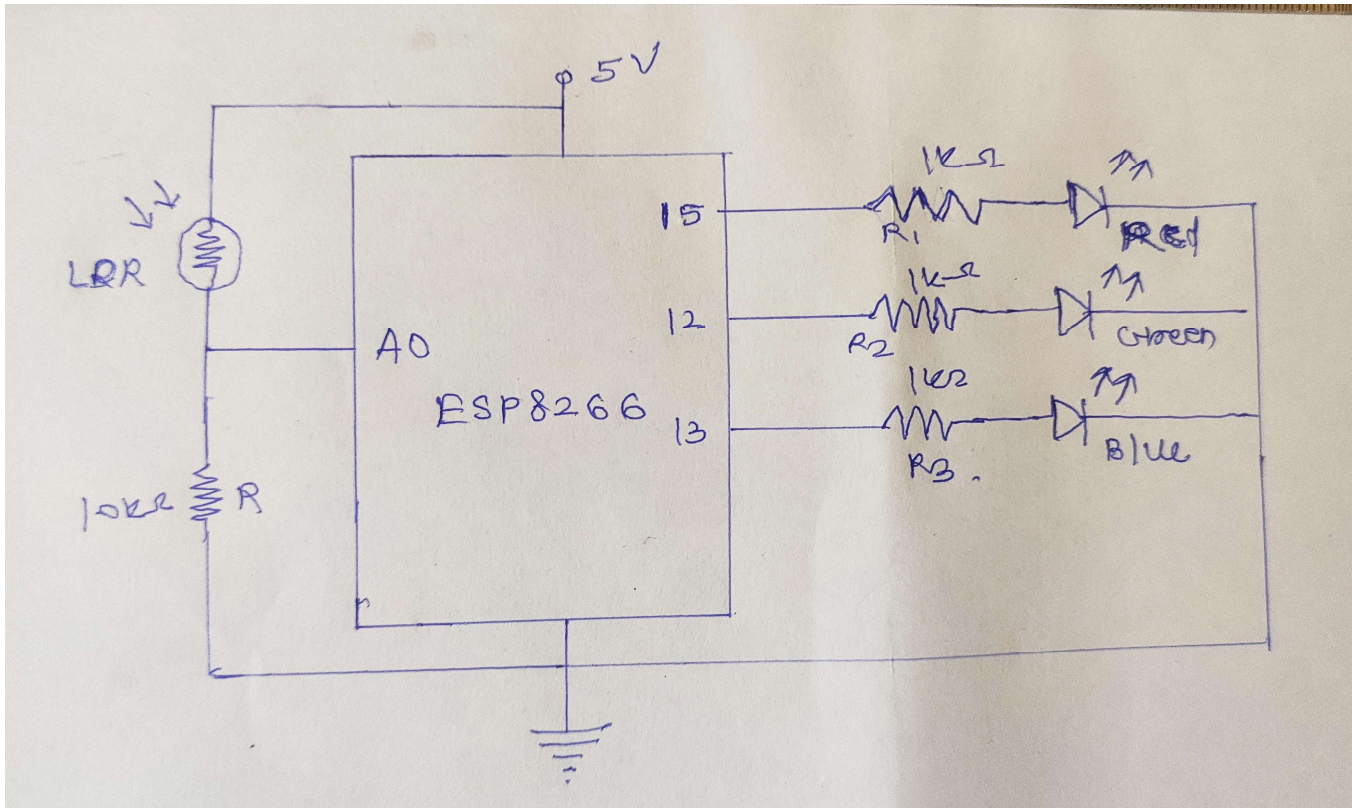 5V
1kΩ
15
R1
Red
LDR
1kΩ
12
R2
Green
A0
ESP8266
1kΩ
13
R3.
Blue
10kΩ
R